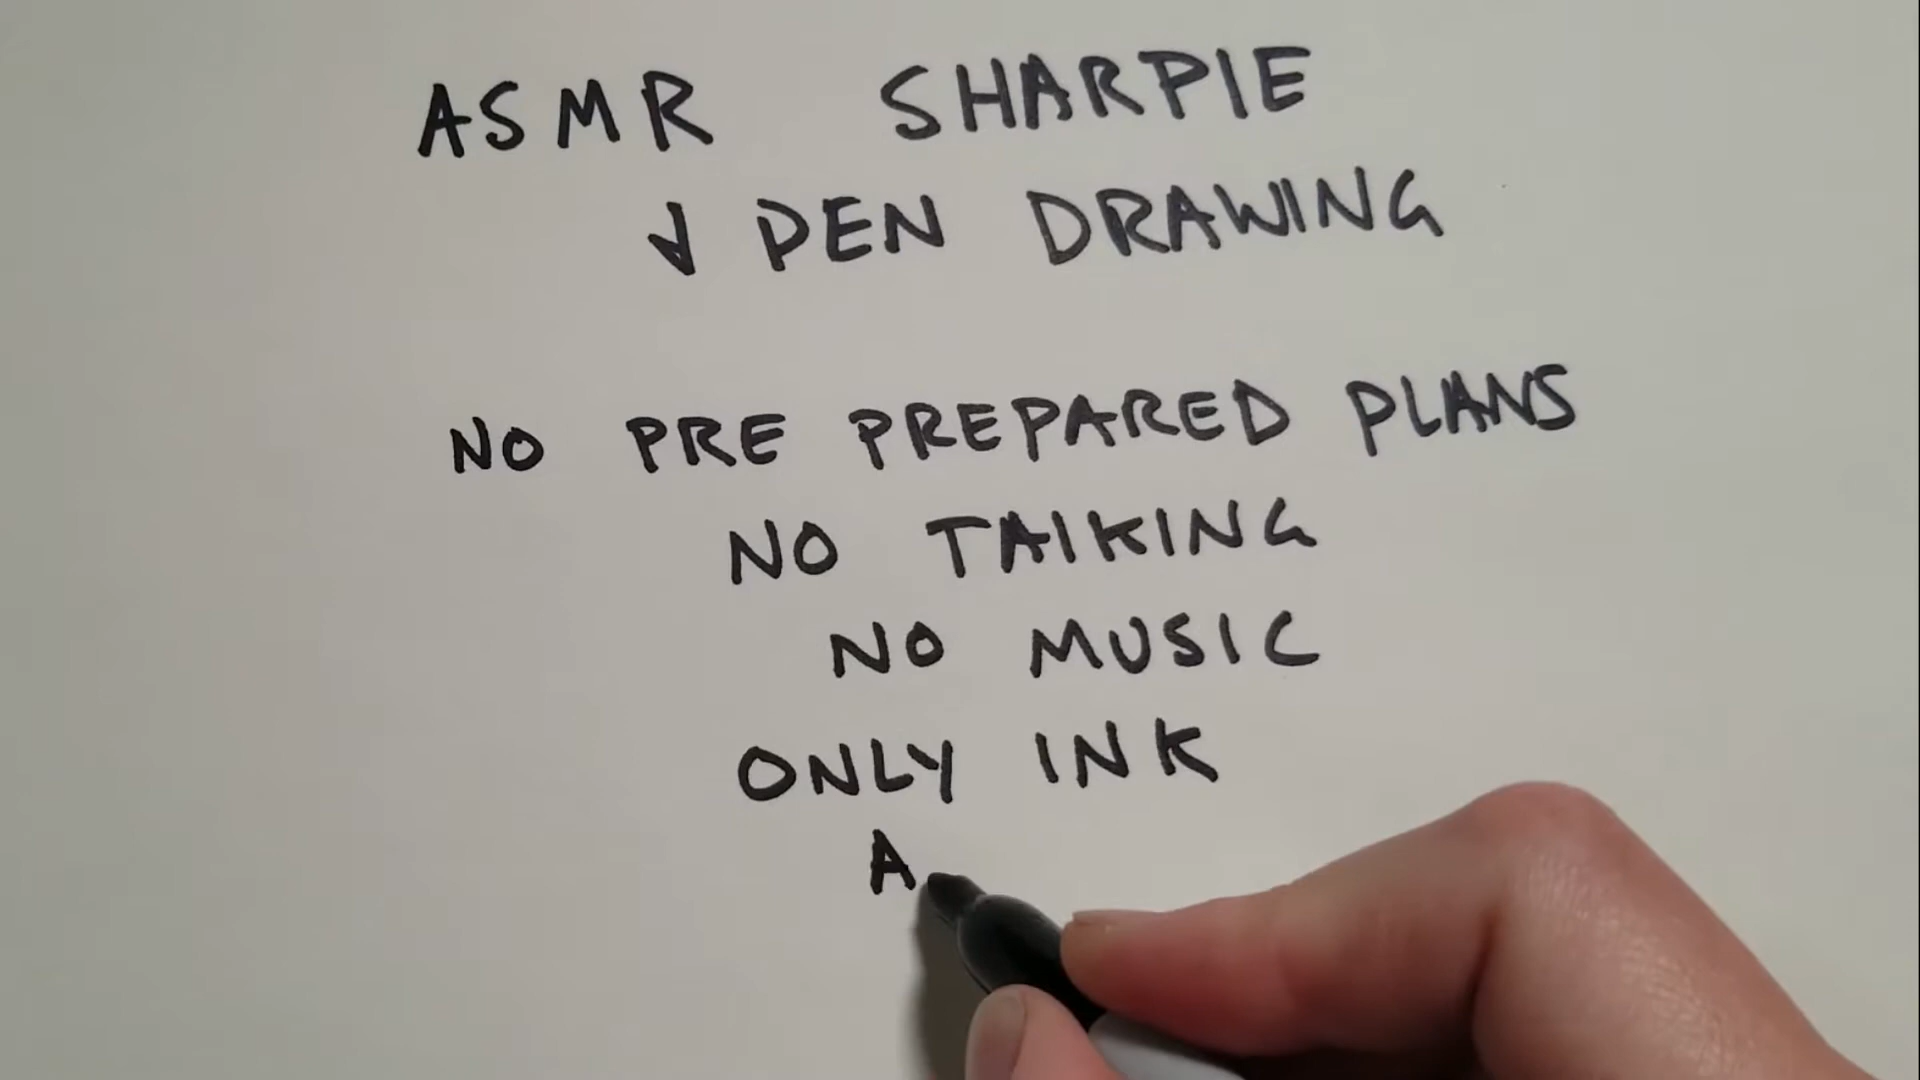 ASMR SHARPIE
PEN DRAWING
NO PRE PREPARED PLANS
NO TALKING
NO MUSIC
ONLY INK
A